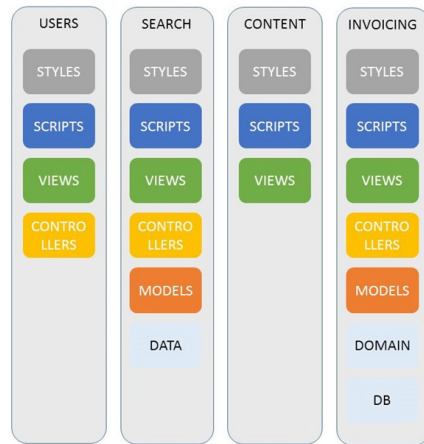 USERS
STYLES
SCRIPTS
VIEWS
CONTRO
LLERS
SEARCH
STYLES
SCRIPTS
VIEWS
CONTRO
LLERS
MODELS
DATA
CONTENT
STYLES
SCRIPTS
VIEWS
INVOICING
STYLES
SCRIPTS
VIEWS
CONTRO
LLERS
MODELS
DOMAIN
DB